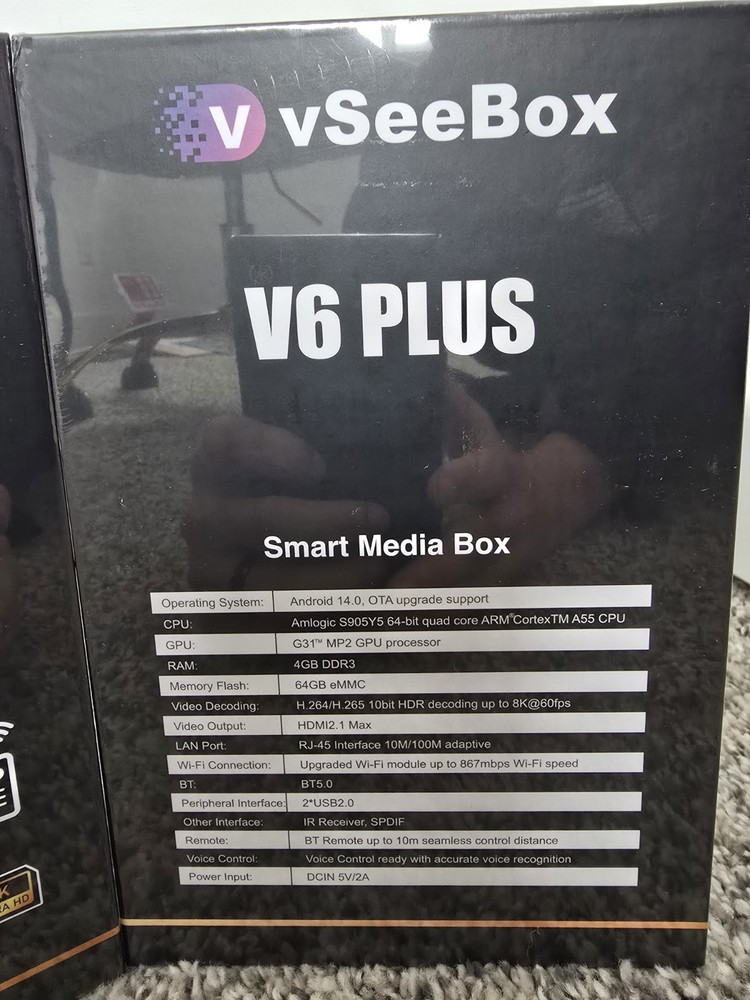 V vSeeBox
V6 PLUS
Smart Media Box
Operating System: Android 14.0, OTA upgrade support
CPU: Amlogic S905Y5 64-bit quad core ARM®CortexTM A55 CPU
GPU: G31™ MP2 GPU processor
RAM: 4GB DDR3
Memory Flash: 64GB eMMC
Video Decoding: H.264/H.265 10bit HDR decoding up to 8K@60fps
Video Output: HDMI2.1 Max
LAN Port: RJ-45 Interface 10M/100M adaptive
Wi-Fi Connection: Upgraded Wi-Fi module up to 867mbps Wi-Fi speed
BT: BT5.0
Peripheral Interface: 2*USB2.0
Other Interface: IR Receiver, SPDIF
Remote: BT Remote up to 10m seamless control distance
Voice Control: Voice Control ready with accurate voice recognition
Power Input: DCIN 5V/2A
K
HD